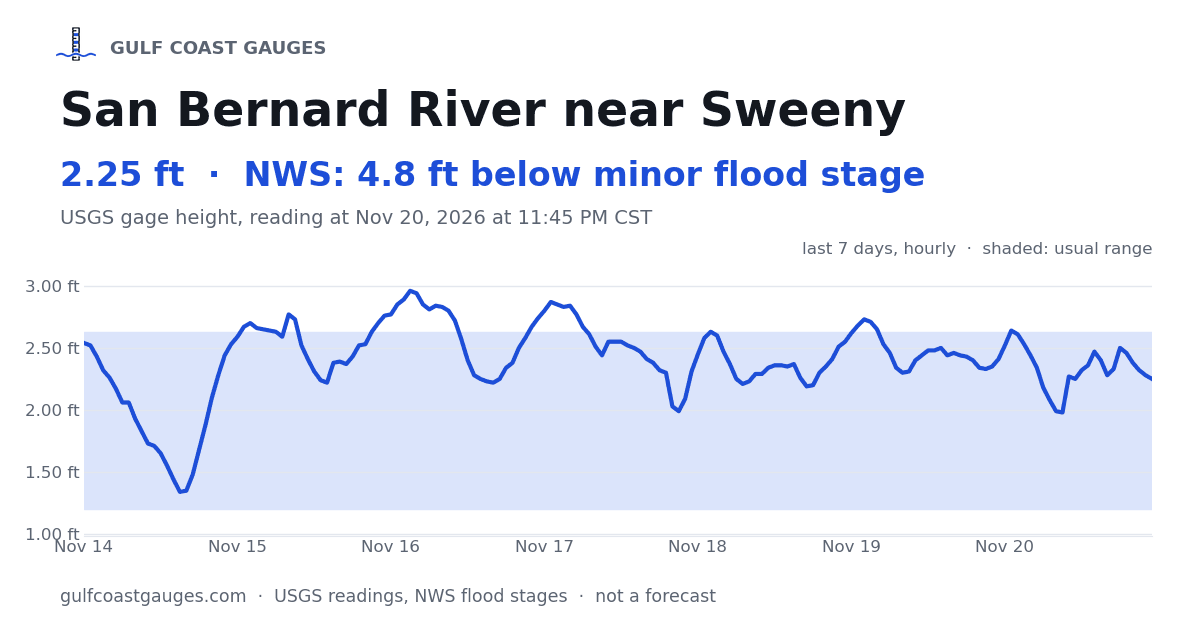 GULF COAST GAUGES
San Bernard River near Sweeny
2.25 ft · NWS: 4.8 ft below minor flood stage
USGS gage height, reading at Nov 20, 2026 at 11:45 PM CST
last 7 days, hourly · shaded: usual range
3.00 ft
2.50 ft
2.00 ft
1.50 ft
1.00 ft
Nov 14 Nov 15 Nov 16 Nov 17 Nov 18 Nov 19 Nov 20
gulfcoastgauges.com · USGS readings, NWS flood stages · not a forecast